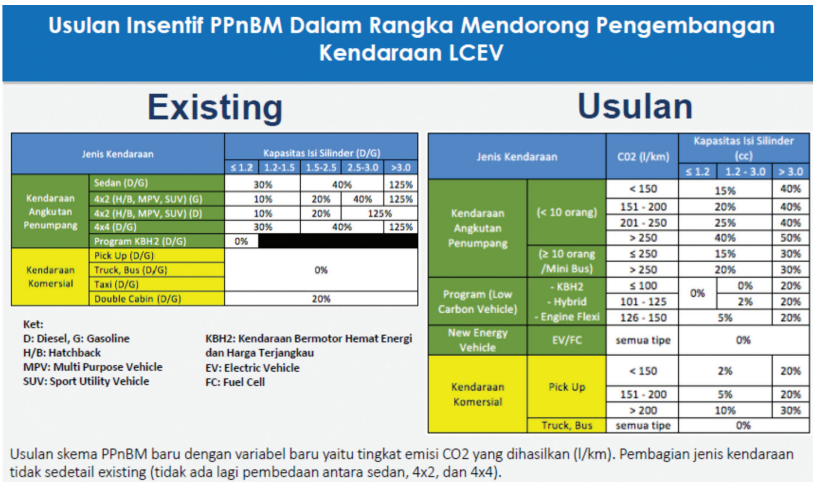 Usulan Insentif PPnBM Dalam Rangka Mendorong Pengembangan
Kendaraan LCEV
Existing
Jenis Kendaraan Kapasitas Isi Silinder (D/G)
≤ 1.2 1.2-1.5 1.5-2.5 2.5-3.0 >3.0
Kendaraan Angkutan Penumpang
Sedan (D/G) 30% 40% 125%
4x2 (H/B, MPV, SUV) (G) 10% 20% 40% 125%
4x2 (H/B, MPV, SUV) (D) 10% 20% 125%
4x4 (D/G) 30% 40% 125%
Program KBH2 (D/G) 0%
Kendaraan Komersial
Pick Up (D/G)
Truck, Bus (D/G) 0%
Taxi (D/G)
Double Cabin (D/G) 20%
Ket:
D: Diesel, G: Gasoline
H/B: Hatchback
MPV: Multi Purpose Vehicle
SUV: Sport Utility Vehicle
KBH2: Kendaraan Bermotor Hemat Energi
dan Harga Terjangkau
EV: Electric Vehicle
FC: Fuel Cell
Usulan
Jenis Kendaraan C02 (l/km) Kapasitas Isi Silinder
(cc)
≤ 1.2 1.2 - 3.0 > 3.0
Kendaraan
Angkutan
Penumpang
(< 10 orang)
< 150 15% 40%
151 - 200 20% 40%
201 - 250 25% 40%
> 250 40% 50%
(≥ 10 orang
/Mini Bus)
≤ 250 15% 30%
> 250 20% 30%
Program (Low
Carbon Vehicle)
- KBH2
- Hybrid
- Engine Flexi
≤ 100 0% 0% 20%
101 - 125 2% 20%
126 - 150 5% 20%
New Energy
Vehicle
EV/FC semua tipe 0%
Kendaraan
Komersial
Pick Up
< 150 2% 20%
151 - 200 5% 20%
> 200 10% 30%
Truck, Bus semua tipe 0%
Usulan skema PPnBM baru dengan variabel baru yaitu tingkat emisi CO2 yang dihasilkan (l/km). Pembagian jenis kendaraan
tidak sedetail existing (tidak ada lagi pembedaan antara sedan, 4x2, dan 4x4).